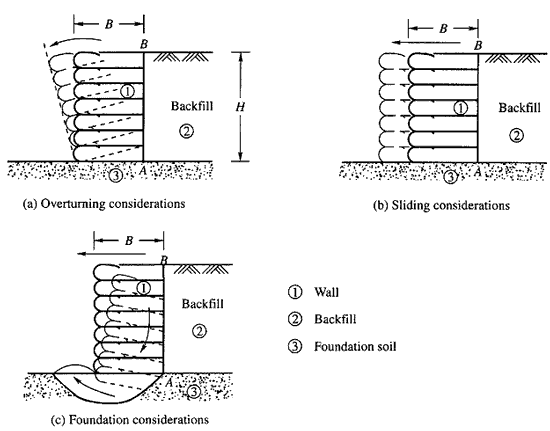 B
B
1
Backfill
2
H
A
3
(a) Overturning considerations
B
B
1
Backfill
2
A
3
(b) Sliding considerations
B
B
1
Backfill
2
A
3
(c) Foundation considerations
1 Wall
2 Backfill
3 Foundation soil